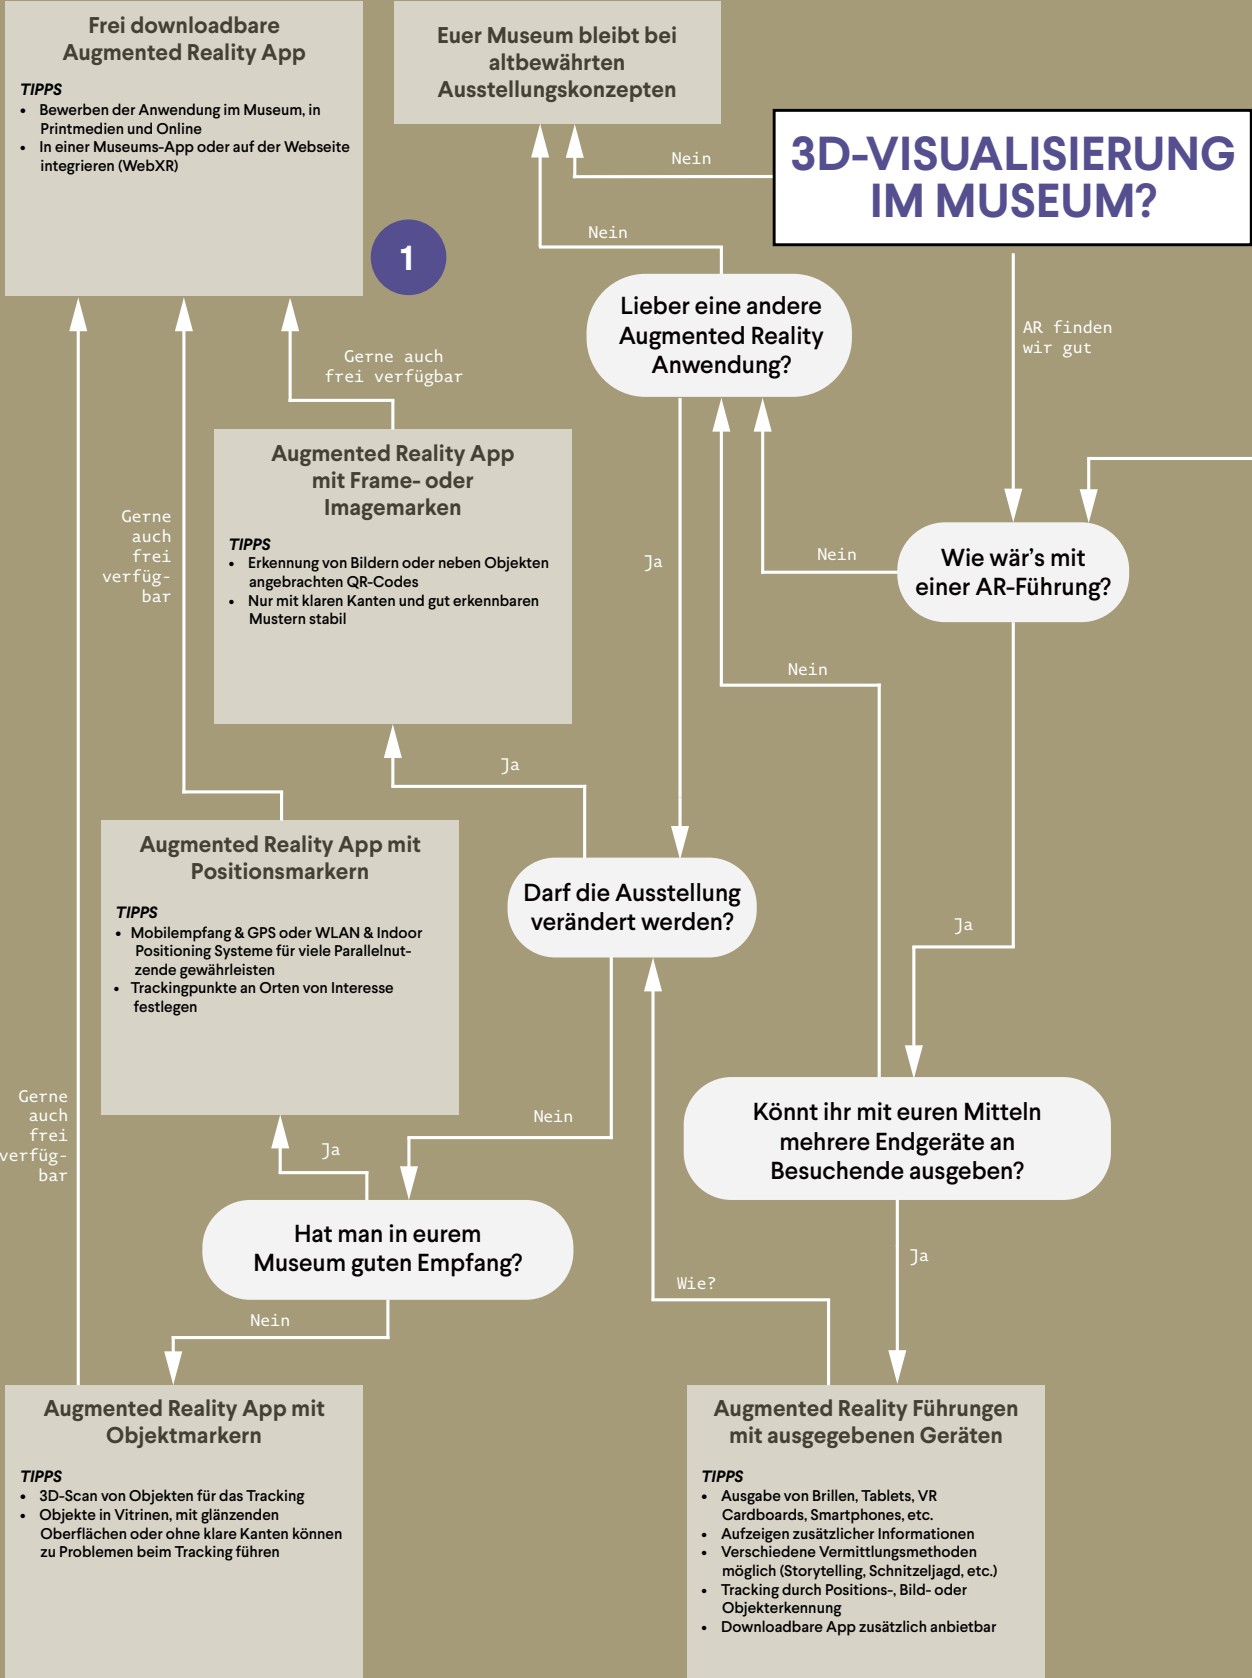 Frei downloadbare
Augmented Reality App
TIPPS
• Bewerben der Anwendung im Museum, in
Printmedien und Online
• In einer Museums-App oder auf der Webseite
integrieren (WebXR)
1
Euer Museum bleibt bei
altbewährten
Ausstellungskonzepten
Nein
3D-VISUALISIERUNG
IM MUSEUM?
Nein
Lieber eine andere
Augmented Reality
Anwendung?
AR finden
wir gut
Gerne auch
frei verfügbar
Augmented Reality App
mit Frame- oder
Imagemarken
TIPPS
• Erkennung von Bildern oder neben Objekten
angebrachten QR-Codes
• Nur mit klaren Kanten und gut erkennbaren
Mustern stabil
Gerne
auch
frei
verfüg-
bar
Ja
Nein
Wie wär's mit
einer AR-Führung?
Nein
Ja
Augmented Reality App mit
Positionsmarkern
TIPPS
• Mobilempfang & GPS oder WLAN & Indoor
Positioning Systeme für viele Parallelnut-
zende gewährleisten
• Trackingpunkte an Orten von Interesse
festlegen
Darf die Ausstellung
verändert werden?
Ja
Gerne
auch
frei
verfüg-
bar
Ja
Nein
Könnt ihr mit euren Mitteln
mehrere Endgeräte an
Besuchende ausgeben?
Hat man in eurem
Museum guten Empfang?
Ja
Wie?
Nein
Augmented Reality App mit
Objektmarkern
TIPPS
• 3D-Scan von Objekten für das Tracking
• Objekte in Vitrinen, mit glänzenden
Oberflächen oder ohne klare Kanten können
zu Problemen beim Tracking führen
Augmented Reality Führungen
mit ausgegebenen Geräten
TIPPS
• Ausgabe von Brillen, Tablets, VR
Cardboards, Smartphones, etc.
• Aufzeigen zusätzlicher Informationen
• Verschiedene Vermittlungsmethoden
möglich (Storytelling, Schnitzeljagd, etc.)
• Tracking durch Positions-, Bild- oder
Objekterkennung
• Downloadbare App zusätzlich anbietbar